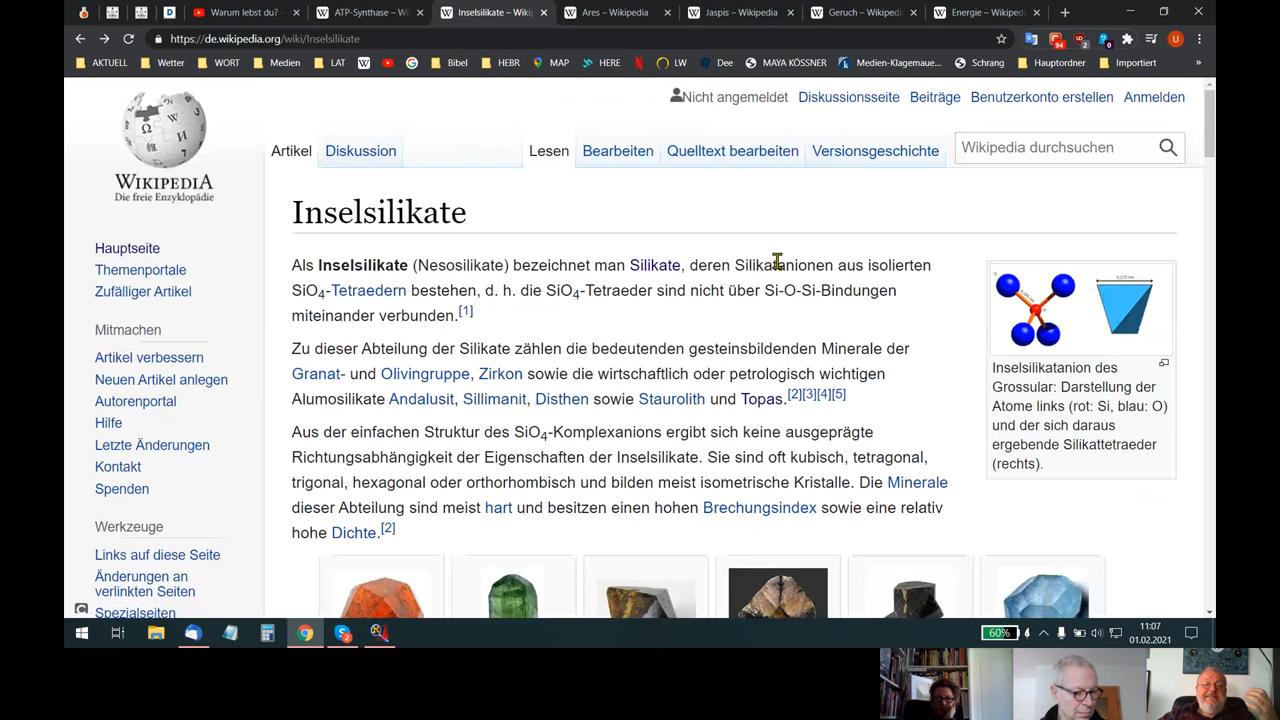 Warum lebst du? -
ATP-Synthase – Wi
Inselsilikate – Wiki
Ares – Wikipedia
Jaspis – Wikipedia
Geruch – Wikipedi
Energie – Wikiped
https://de.wikipedia.org/wiki/Inselsilikate
94
2
0
U
AKTUELL
Wetter
WORT
Medien
LAT
Bibel
HEBR
MAP
HERE
LW
Dee
MAYA KÖSSNER
Medien-Klagemaue...
Schrang
Hauptordner
Importiert
»
Nicht angemeldet
Diskussionsseite
Beiträge
Benutzerkonto erstellen
Anmelden
WIKIPEDIA
Die freie Enzyklopädie
Artikel
Diskussion
Lesen
Bearbeiten
Quelltext bearbeiten
Versionsgeschichte
Wikipedia durchsuchen
Inselsilikate
Hauptseite
Themenportale
Zufälliger Artikel
Mitmachen
Artikel verbessern
Neuen Artikel anlegen
Autorenportal
Hilfe
Letzte Änderungen
Kontakt
Spenden
Werkzeuge
Links auf diese Seite
Änderungen an
verlinkten Seiten
Spezialseiten
Als Inselsilikate (Nesosilikate) bezeichnet man Silikate, deren Silikatanionen aus isolierten
SiO4-Tetraedern bestehen, d. h. die SiO4-Tetraeder sind nicht über Si-O-Si-Bindungen
miteinander verbunden.[1]
Zu dieser Abteilung der Silikate zählen die bedeutenden gesteinsbildenden Minerale der
Granat- und Olivingruppe, Zirkon sowie die wirtschaftlich oder petrologisch wichtigen
Alumosilikate Andalusit, Sillimanit, Disthen sowie Staurolith und Topas.[2][3][4][5]
Aus der einfachen Struktur des SiO4-Komplexanions ergibt sich keine ausgeprägte
Richtungsabhängigkeit der Eigenschaften der Inselsilikate. Sie sind oft kubisch, tetragonal,
trigonal, hexagonal oder orthorhombisch und bilden meist isometrische Kristalle. Die Minerale
dieser Abteilung sind meist hart und besitzen einen hohen Brechungsindex sowie eine relativ
hohe Dichte.[2]
Inselsilikatanion des
Grossular: Darstellung der
Atome links (rot: Si, blau: O)
und der sich daraus
ergebende Silikattetraeder
(rechts).
60%
11:07
01.02.2021